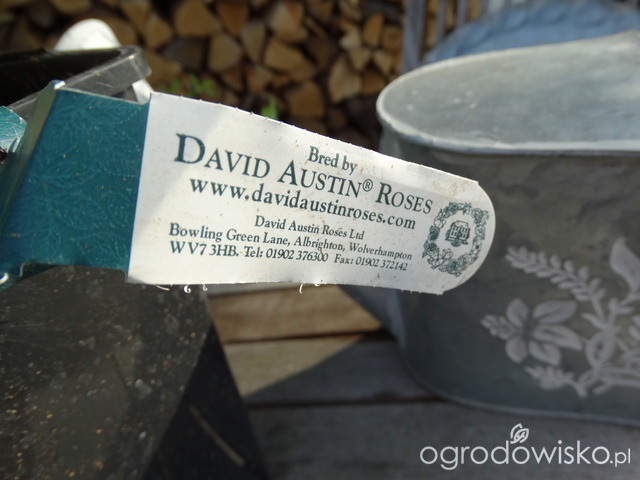 Bred by
DAVID AUSTIN® ROSES
www.davidaustinroses.com
David Austin Roses Ltd
Bowling Green Lane, Albrighton, Wolverhampton
WV7 3HB. Tel: 01902 376300 Fax: 01902 372142
ogrodowisko.pl